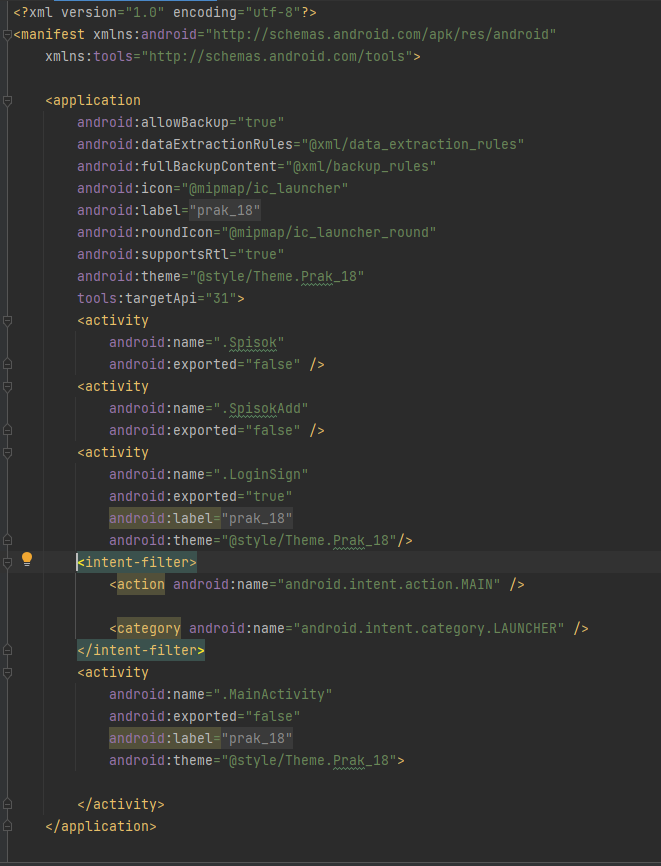 <?xml version="1.0" encoding="utf-8"?>
<manifest xmlns:android="http://schemas.android.com/apk/res/android"
    xmlns:tools="http://schemas.android.com/tools">

    <application
        android:allowBackup="true"
        android:dataExtractionRules="@xml/data_extraction_rules"
        android:fullBackupContent="@xml/backup_rules"
        android:icon="@mipmap/ic_launcher"
        android:label="prak_18"
        android:roundIcon="@mipmap/ic_launcher_round"
        android:supportsRtl="true"
        android:theme="@style/Theme.Prak_18"
        tools:targetApi="31">
        <activity
            android:name=".Spisok"
            android:exported="false" />
        <activity
            android:name=".SpisokAdd"
            android:exported="false" />
        <activity
            android:name=".LoginSign"
            android:exported="true"
            android:label="prak_18"
            android:theme="@style/Theme.Prak_18"/>
        <intent-filter>
            <action android:name="android.intent.action.MAIN" />

            <category android:name="android.intent.category.LAUNCHER" />
        </intent-filter>
        <activity
            android:name=".MainActivity"
            android:exported="false"
            android:label="prak_18"
            android:theme="@style/Theme.Prak_18">

        </activity>
    </application>